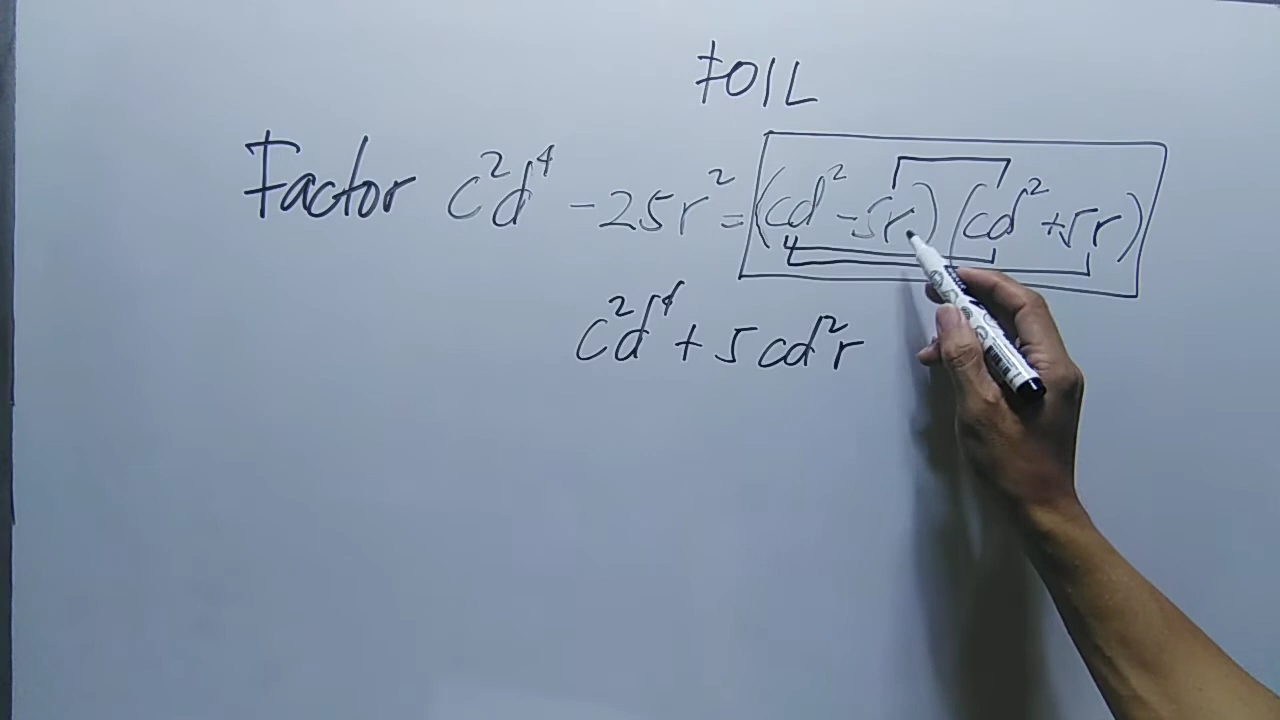 FOIL
Factor c²d⁴ - 25r² = (cd² - 5r)(cd² + 5r)
c²d⁴ + 5cd²r